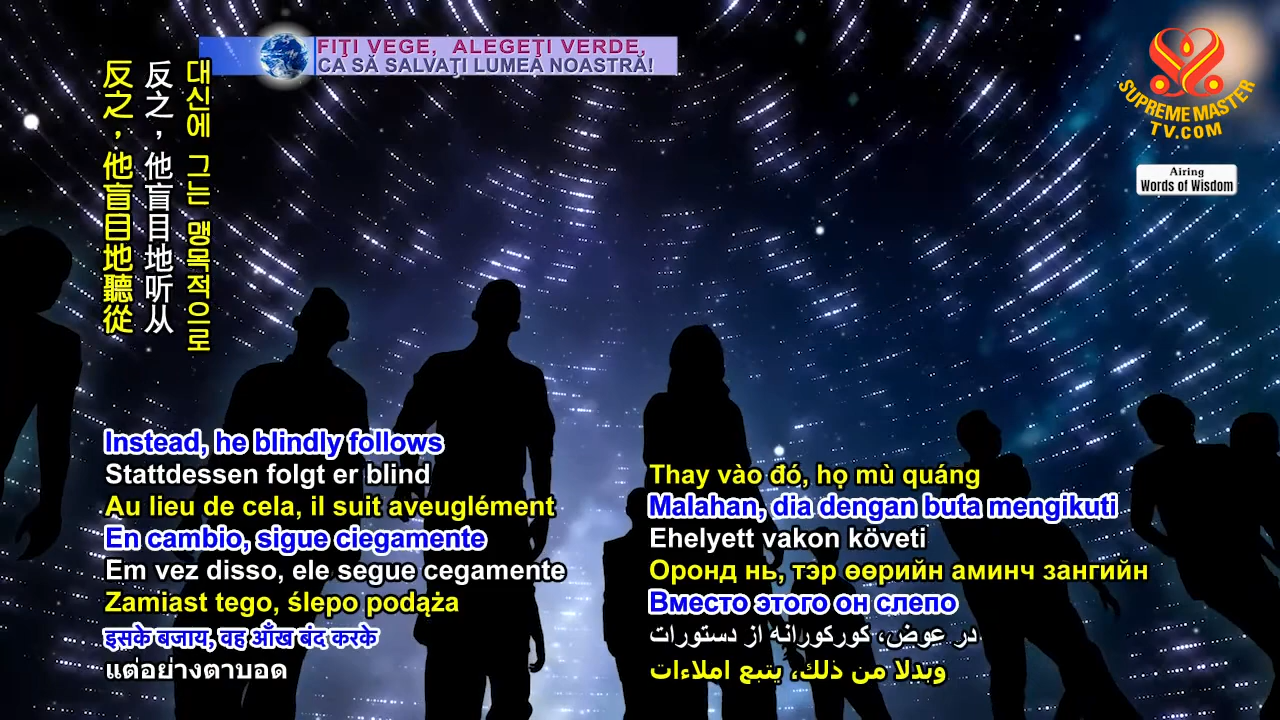 FIŢI VEGE, ALEGEŢI VERDE,
CA SĂ SALVAŢI LUMEA NOASTRĂ!
SUPREME MASTER
TV.COM
Airing
Words of Wisdom
대신에 그는 맹목적으로
反之，他盲目地听从
反之，他盲目地聽從
Instead, he blindly follows
Stattdessen folgt er blind
Au lieu de cela, il suit aveuglément
En cambio, sigue ciegamente
Em vez disso, ele segue cegamente
Zamiast tego, ślepo podąża
इसके बजाय, वह आँख बंद करके
แต่อย่างตาบอด
Thay vào đó, họ mù quáng
Malahan, dia dengan buta mengikuti
Ehelyett vakon követi
Оронд нь, тэр өөрийн аминч зангийн
Вместо этого он слепо
در عوض، کورکورانه از دستورات
وبدلا من ذلك، يتبع املاءات